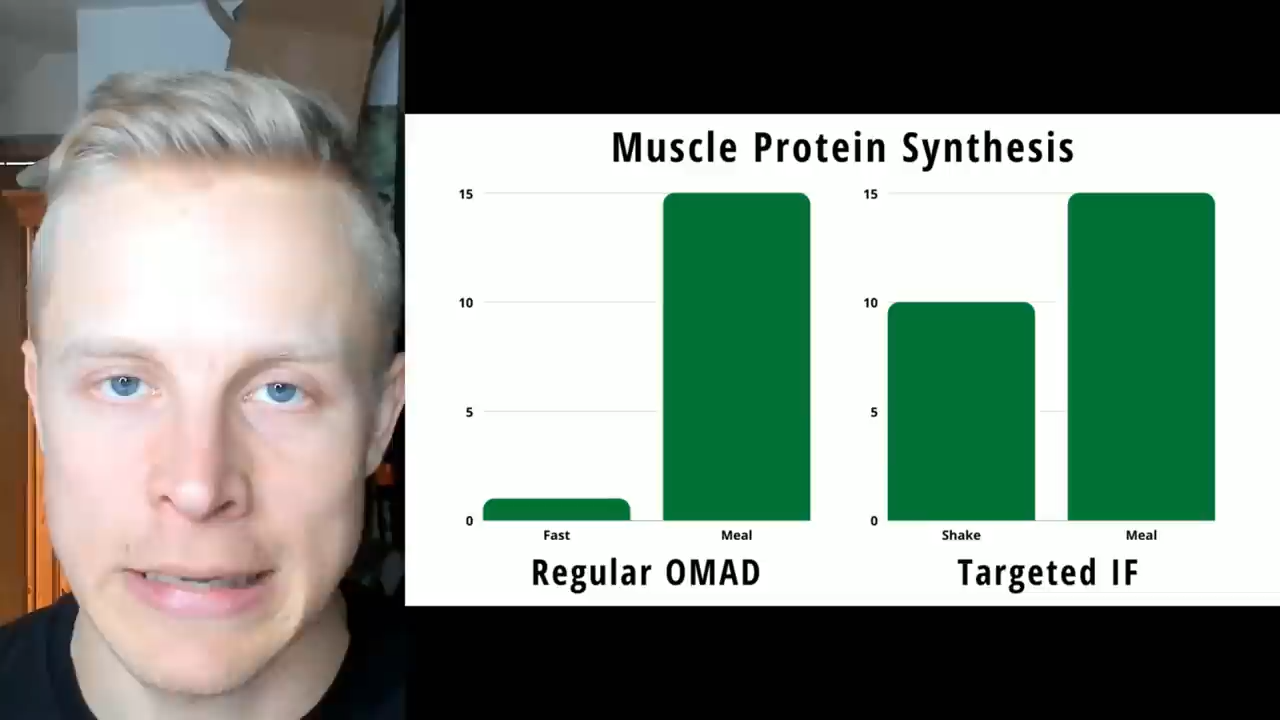 Muscle Protein Synthesis
15
10
5
0
Fast
Meal
Regular OMAD
15
10
5
0
Shake
Meal
Targeted IF